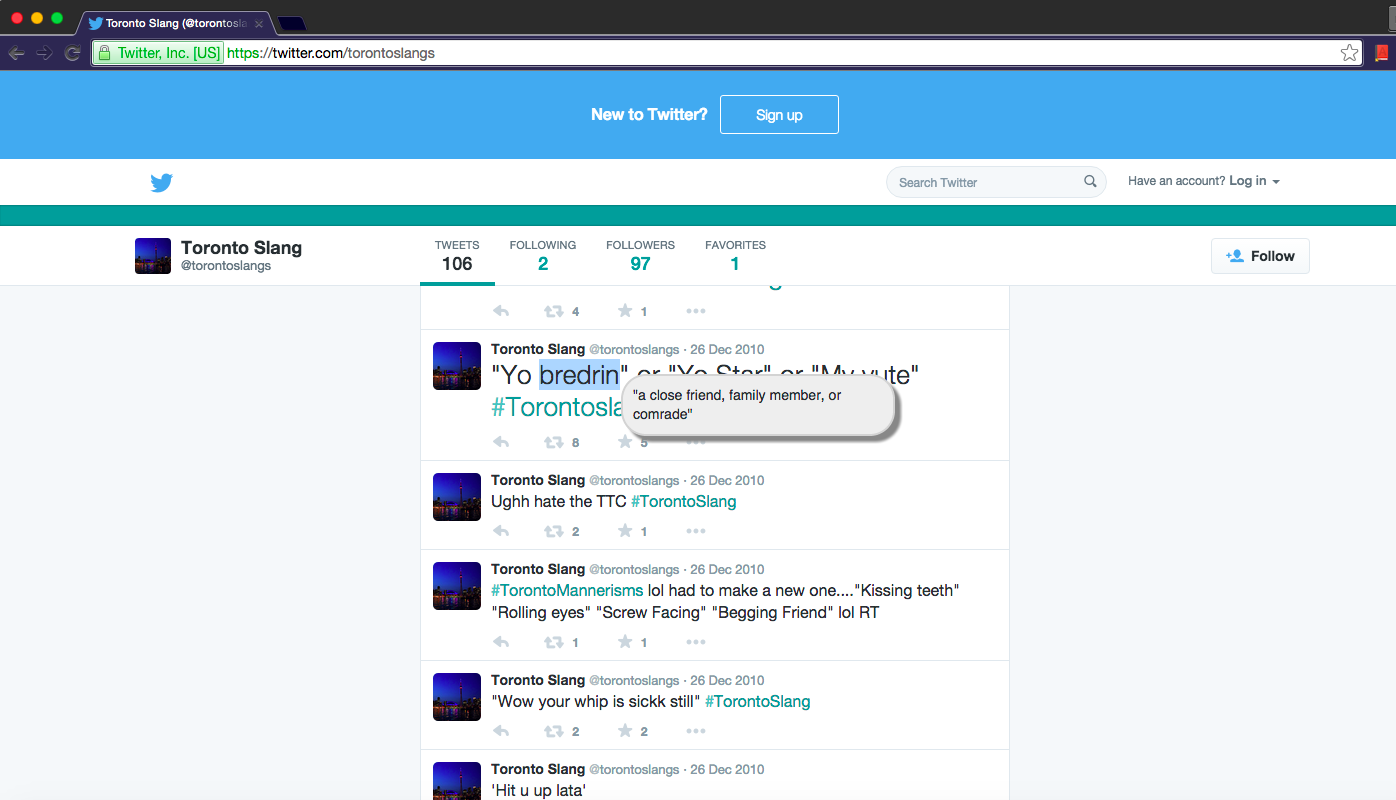 Toronto Slang (@torontosla
Twitter, Inc. [US] https://twitter.com/torontoslangs
New to Twitter? Sign up
Search Twitter
Have an account? Log in
Toronto Slang
@torontoslangs
TWEETS FOLLOWING FOLLOWERS FAVORITES
106 2 97 1
Follow
4 1
Toronto Slang @torontoslangs · 26 Dec 2010
"Yo bredrin" or "Yo Star" or "My yute"
#Torontosla
"a close friend, family member, or
comrade"
8 5
Toronto Slang @torontoslangs · 26 Dec 2010
Ughh hate the TTC #TorontoSlang
2 1
Toronto Slang @torontoslangs · 26 Dec 2010
#TorontoMannerisms lol had to make a new one...."Kissing teeth"
"Rolling eyes" "Screw Facing" "Begging Friend" lol RT
1 1
Toronto Slang @torontoslangs · 26 Dec 2010
"Wow your whip is sickk still" #TorontoSlang
2 2
Toronto Slang @torontoslangs · 26 Dec 2010
'Hit u up lata'